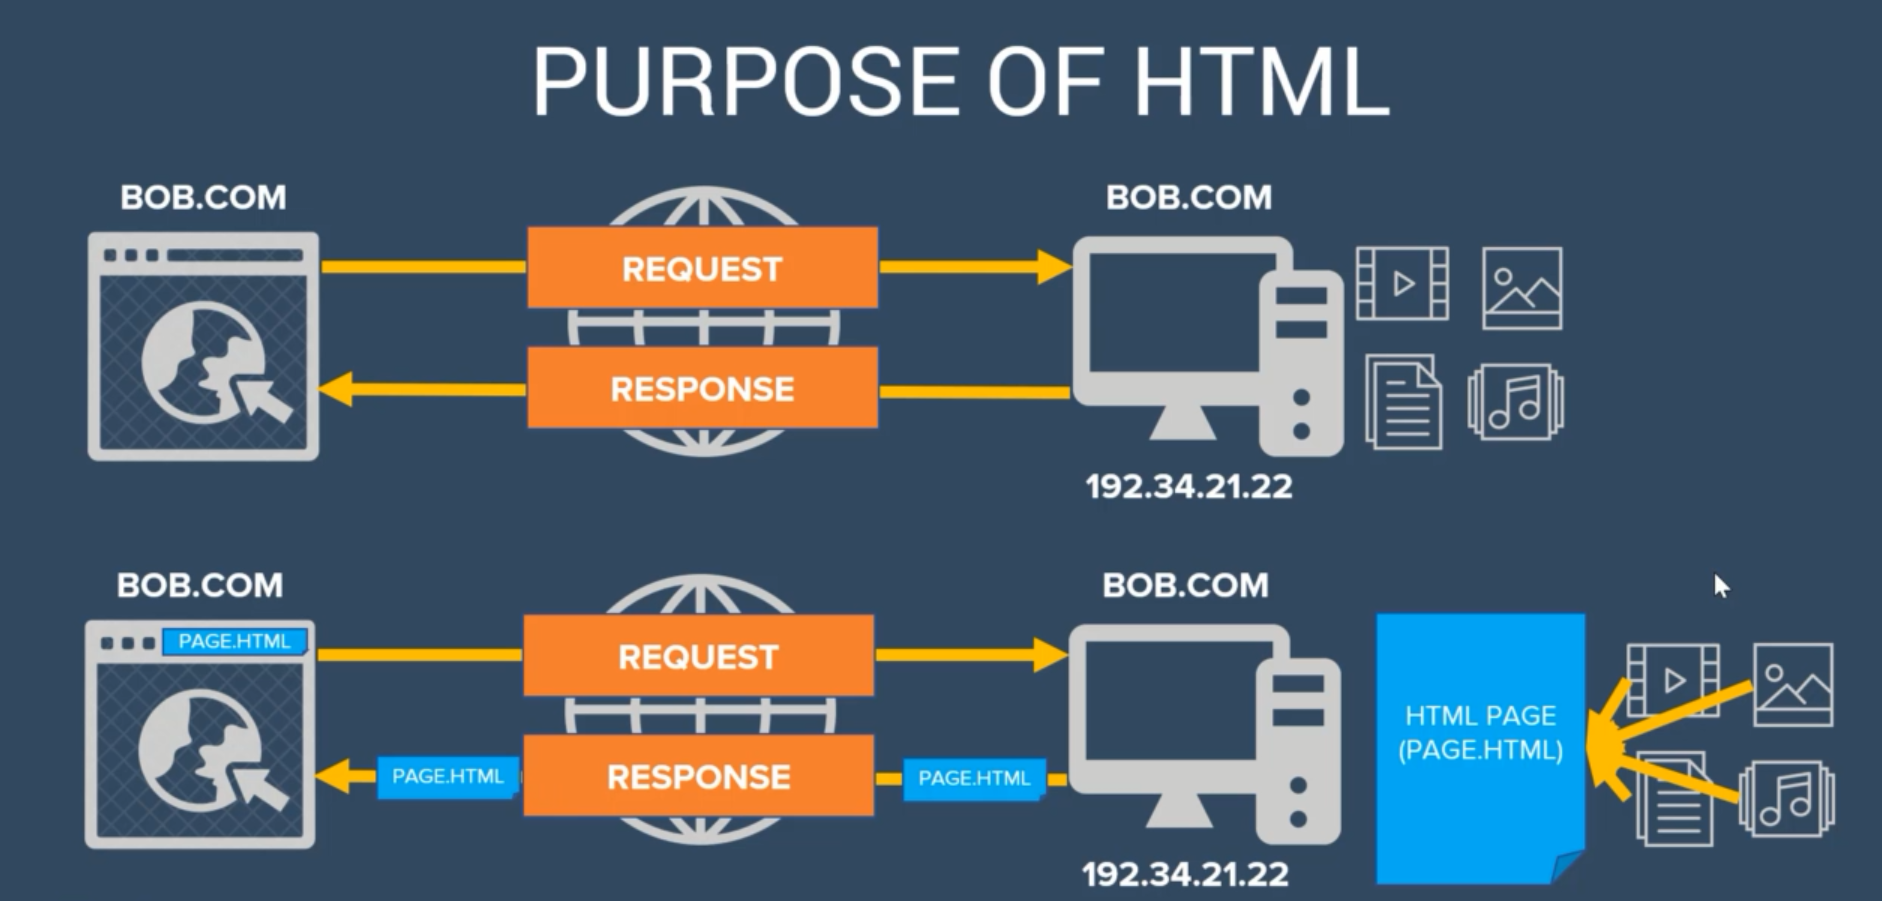 PURPOSE OF HTML
BOB.COM
BOB.COM
REQUEST
RESPONSE
192.34.21.22
BOB.COM
BOB.COM
PAGE.HTML
REQUEST
HTML PAGE
(PAGE.HTML)
PAGE.HTML
RESPONSE
PAGE.HTML
192.34.21.22